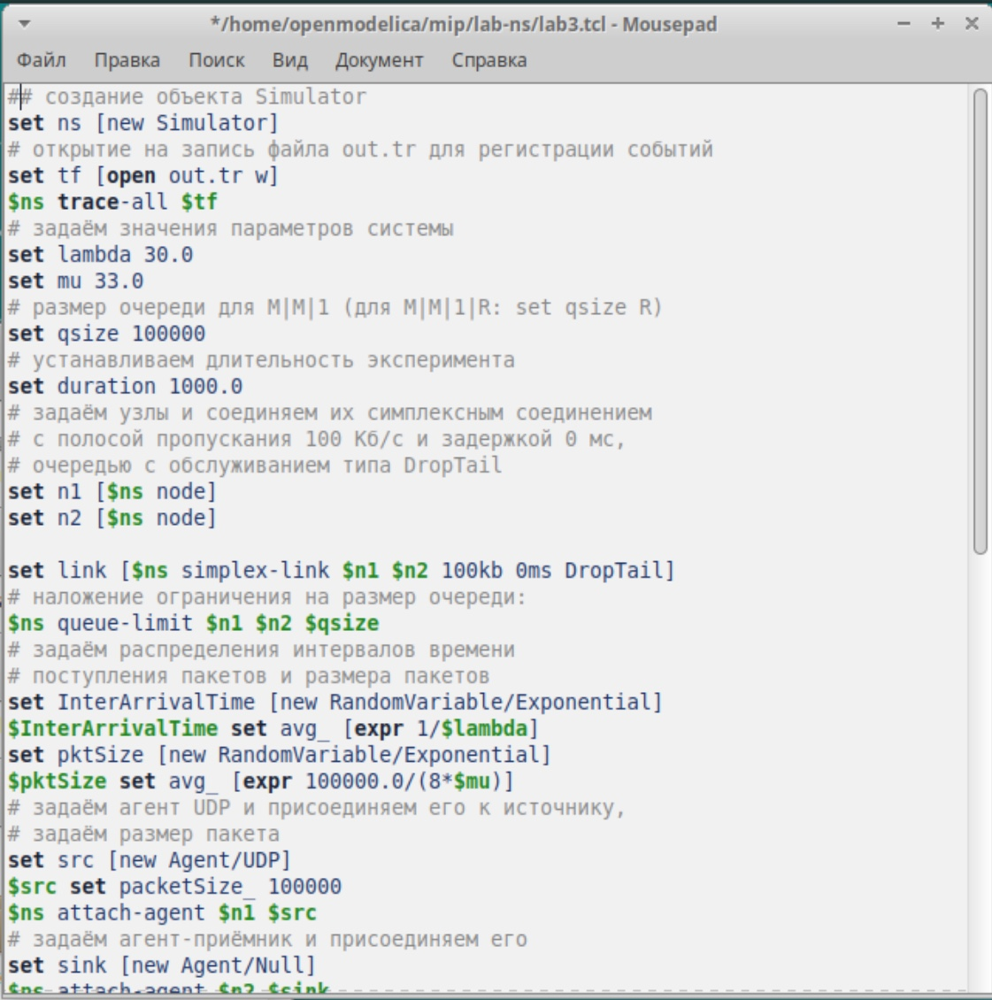 */home/openmodelica/mip/lab-ns/lab3.tcl - Mousepad
Файл Правка Поиск Вид Документ Справка
## создание объекта Simulator
set ns [new Simulator]
# открытие на запись файла out.tr для регистрации событий
set tf [open out.tr w]
$ns trace-all $tf
# задаём значения параметров системы
set lambda 30.0
set mu 33.0
# размер очереди для M|M|1 (для M|M|1|R: set qsize R)
set qsize 100000
# устанавливаем длительность эксперимента
set duration 1000.0
# задаём узлы и соединяем их симплексным соединением
# с полосой пропускания 100 Кб/с и задержкой 0 мс,
# очередью с обслуживанием типа DropTail
set n1 [$ns node]
set n2 [$ns node]
set link [$ns simplex-link $n1 $n2 100kb 0ms DropTail]
# наложение ограничения на размер очереди:
$ns queue-limit $n1 $n2 $qsize
# задаём распределения интервалов времени
# поступления пакетов и размера пакетов
set InterArrivalTime [new RandomVariable/Exponential]
$InterArrivalTime set avg_ [expr 1/$lambda]
set pktSize [new RandomVariable/Exponential]
$pktSize set avg_ [expr 100000.0/(8*$mu)]
# задаём агент UDP и присоединяем его к источнику,
# задаём размер пакета
set src [new Agent/UDP]
$src set packetSize_ 100000
$ns attach-agent $n1 $src
# задаём агент-приёмник и присоединяем его
set sink [new Agent/Null]
$ns attach-agent $n2 $sink